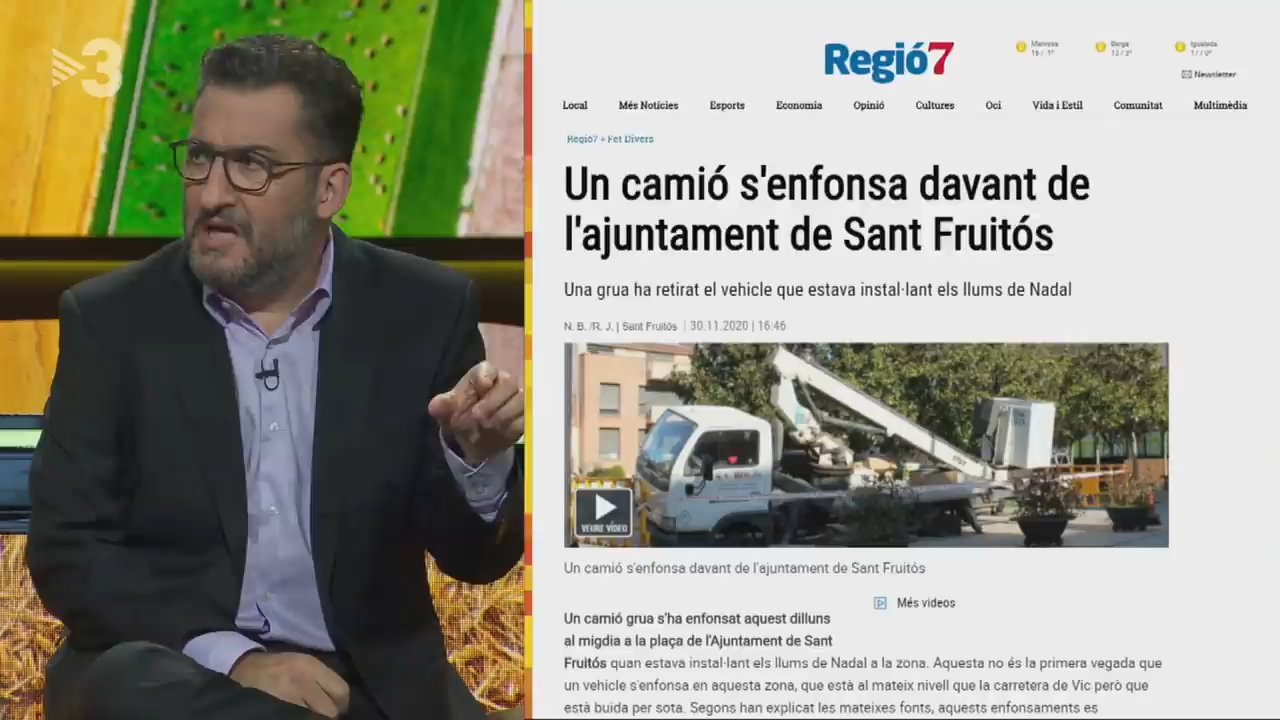 3
Regió7
Manresa
Berga
Igualada
Newsletter
Local Més Notícies Esports Economia Opinió Cultures Oci Vida i Estil Comunitat Multimèdia
Regió7 » Fet Divers
Un camió s'enfonsa davant de
l'ajuntament de Sant Fruitós
Una grua ha retirat el vehicle que estava instal·lant els llums de Nadal
N. B. /R. J. | Sant Fruitós | 30.11.2020 | 16:46
VEURE VÍDEO
Un camió s'enfonsa davant de l'ajuntament de Sant Fruitós
Més videos
Un camió grua s'ha enfonsat aquest dilluns
al migdia a la plaça de l'Ajuntament de Sant
Fruitós quan estava instal·lant els llums de Nadal a la zona. Aquesta no és la primera vegada que
un vehicle s'enfonsa en aquesta zona, que està al mateix nivell que la carretera de Vic però que
està buida per sota. Segons han explicat les mateixes fonts, aquests enfonsaments es